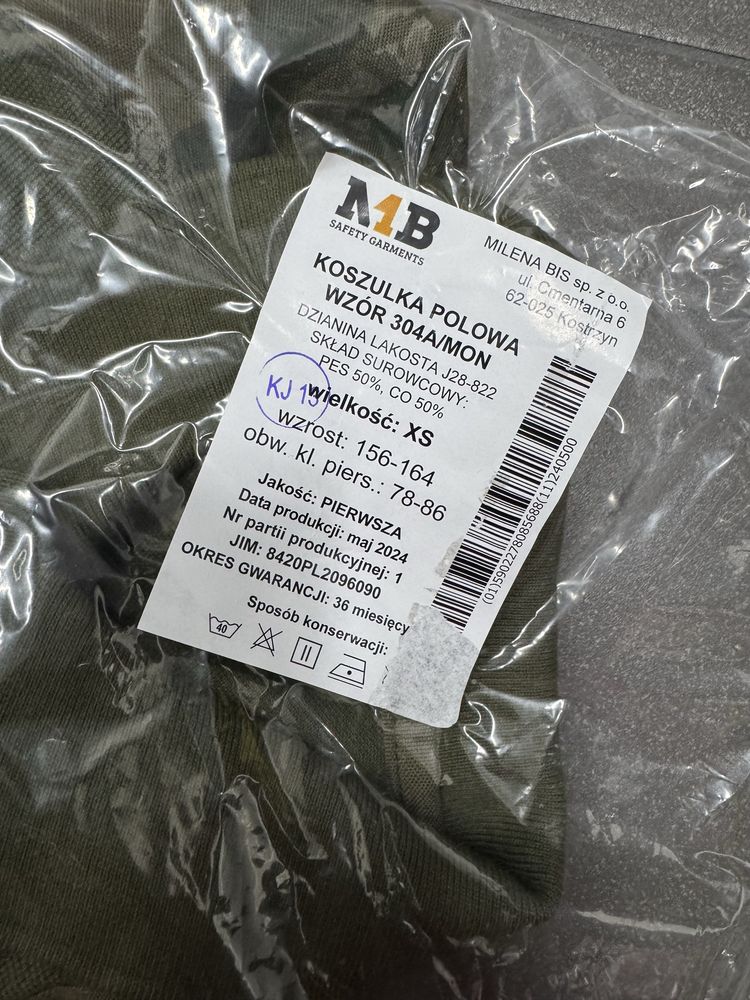 M1B
SAFETY GARMENTS
MILENA BIS sp. z o.o.
ul. Cmentarna 6
62-025 Kostrzyn
KOSZULKA POLOWA
WZÓR 304A/MON
DZIANINA LAKOSTA J28-822
SKŁAD SUROWCOWY:
PES 50%, CO 50%
KJ 15
wielkość: XS
wzrost: 156-164
obw. kl. piers.: 78-86
Jakość: PIERWSZA
Data produkcji: maj 2024
Nr partii produkcyjnej: 1
JIM: 8420PL2096090
OKRES GWARANCJI: 36 miesięcy
Sposób konserwacji:
40
(01)5902278085688(11)240500